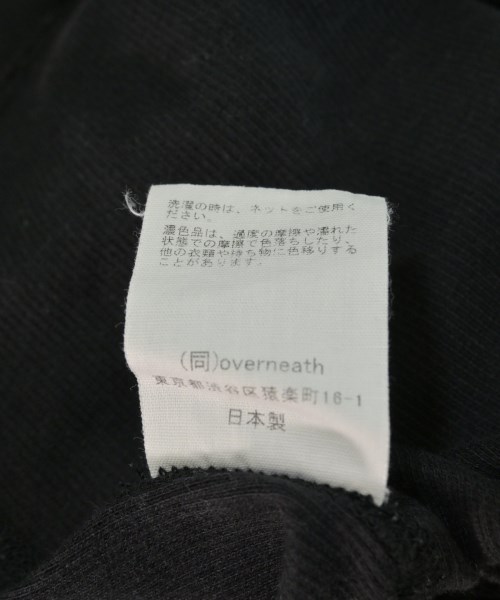 洗濯の時は、ネットをご使用く
ださい。
濃色品は、過度の摩擦や濡れた
状態での摩擦で色落ちしたり、
他の衣類や持ち物に色移りする
ことがあります。
(同)overneath
東京都渋谷区猿楽町16-1
日本製